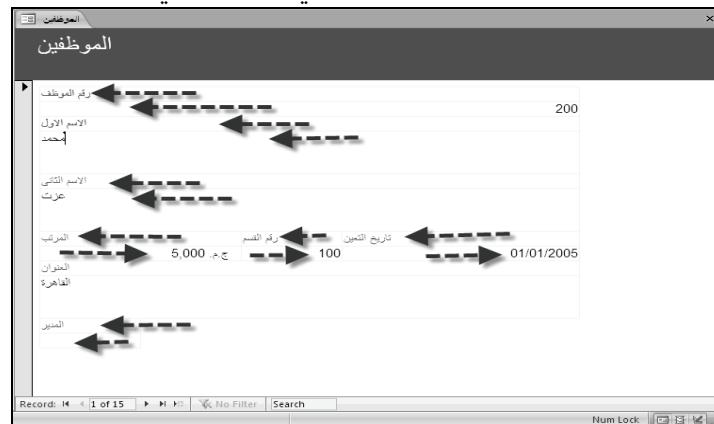 الموظفين
الموظفين
رقم الموظف
200
الاسم الاول
محمد
الاسم الثانى
عزت
المرتب
رقم القسم
تاريخ التعين
ج.م. 5,000
100
01/01/2005
العنوان
القاهرة
المدير
Record: 1 of 15 No Filter Search
Num Lock